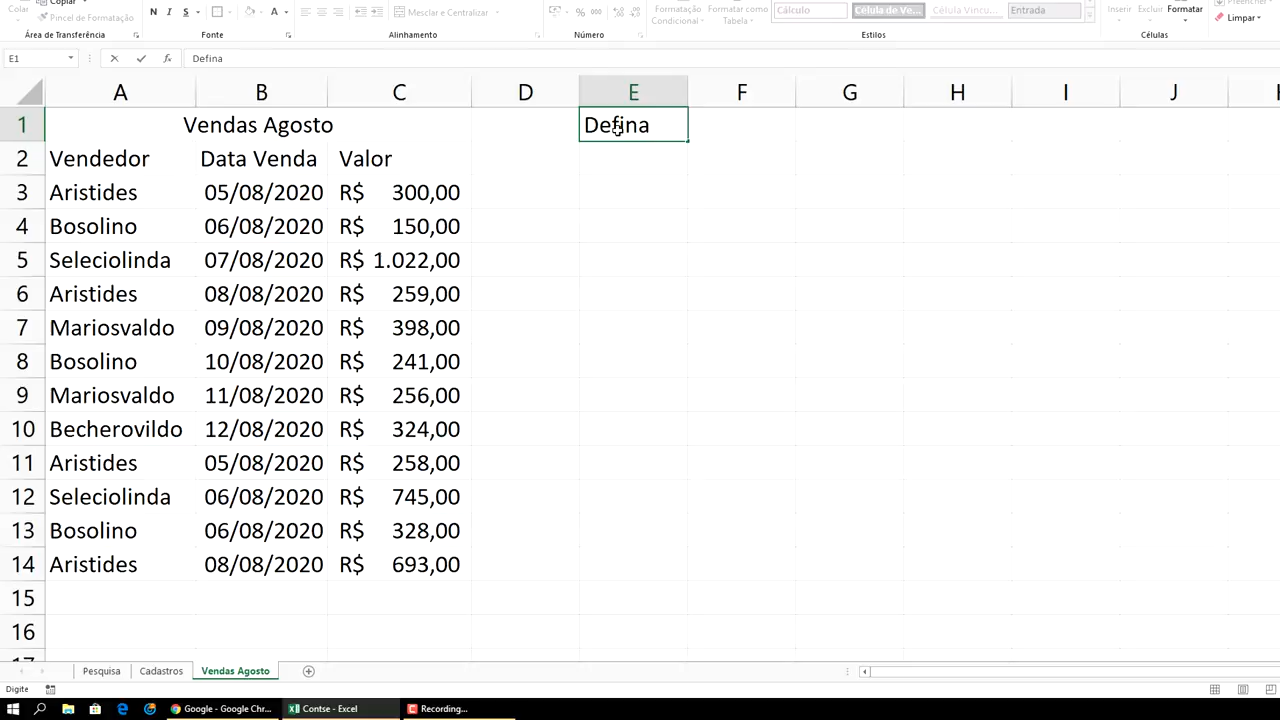 Colar Copiar Pincel de Formatação Área de Transferência
N I S A Fonte
Mesclar e Centralizar Alinhamento
% 000 Número
Formatação Condicional Formatar como Tabela
Cálculo Célula de Ve... Célula Vincu... Entrada Estilos
Inserir Excluir Formatar Células
Preencher Limpar
E1 fx Defina
A B C D E F G H I J
1 Vendas Agosto Defina
2 Vendedor Data Venda Valor
3 Aristides 05/08/2020 R$ 300,00
4 Bosolino 06/08/2020 R$ 150,00
5 Seleciolinda 07/08/2020 R$ 1.022,00
6 Aristides 08/08/2020 R$ 259,00
7 Mariosvaldo 09/08/2020 R$ 398,00
8 Bosolino 10/08/2020 R$ 241,00
9 Mariosvaldo 11/08/2020 R$ 256,00
10 Becherovildo 12/08/2020 R$ 324,00
11 Aristides 05/08/2020 R$ 258,00
12 Seleciolinda 06/08/2020 R$ 745,00
13 Bosolino 06/08/2020 R$ 328,00
14 Aristides 08/08/2020 R$ 693,00
15
16
Pesquisa Cadastros Vendas Agosto
Digite
Google - Google Chr... Contse - Excel Recording...